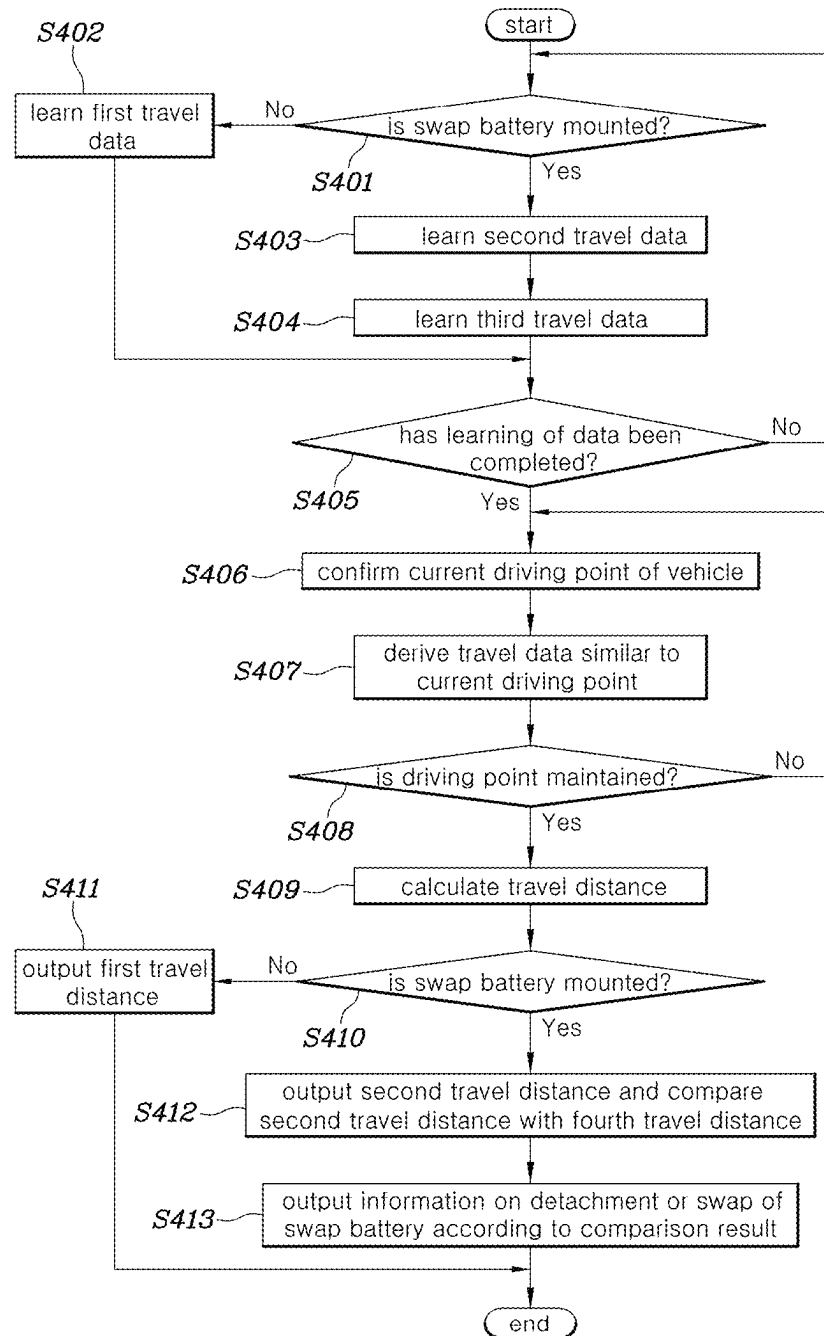 start
S402
learn first travel
data
No
is swap battery mounted?
S401
Yes
S403
learn second travel data
S404
learn third travel data
has learning of data been
completed?
No
S405
Yes
S406
confirm current driving point of vehicle
S407
derive travel data similar to
current driving point
is driving point maintained?
No
S408
Yes
S409
calculate travel distance
S411
output first travel
distance
No
is swap battery mounted?
S410
Yes
S412
output second travel distance and compare
second travel distance with fourth travel distance
S413
output information on detachment or swap of
swap battery according to comparison result
end